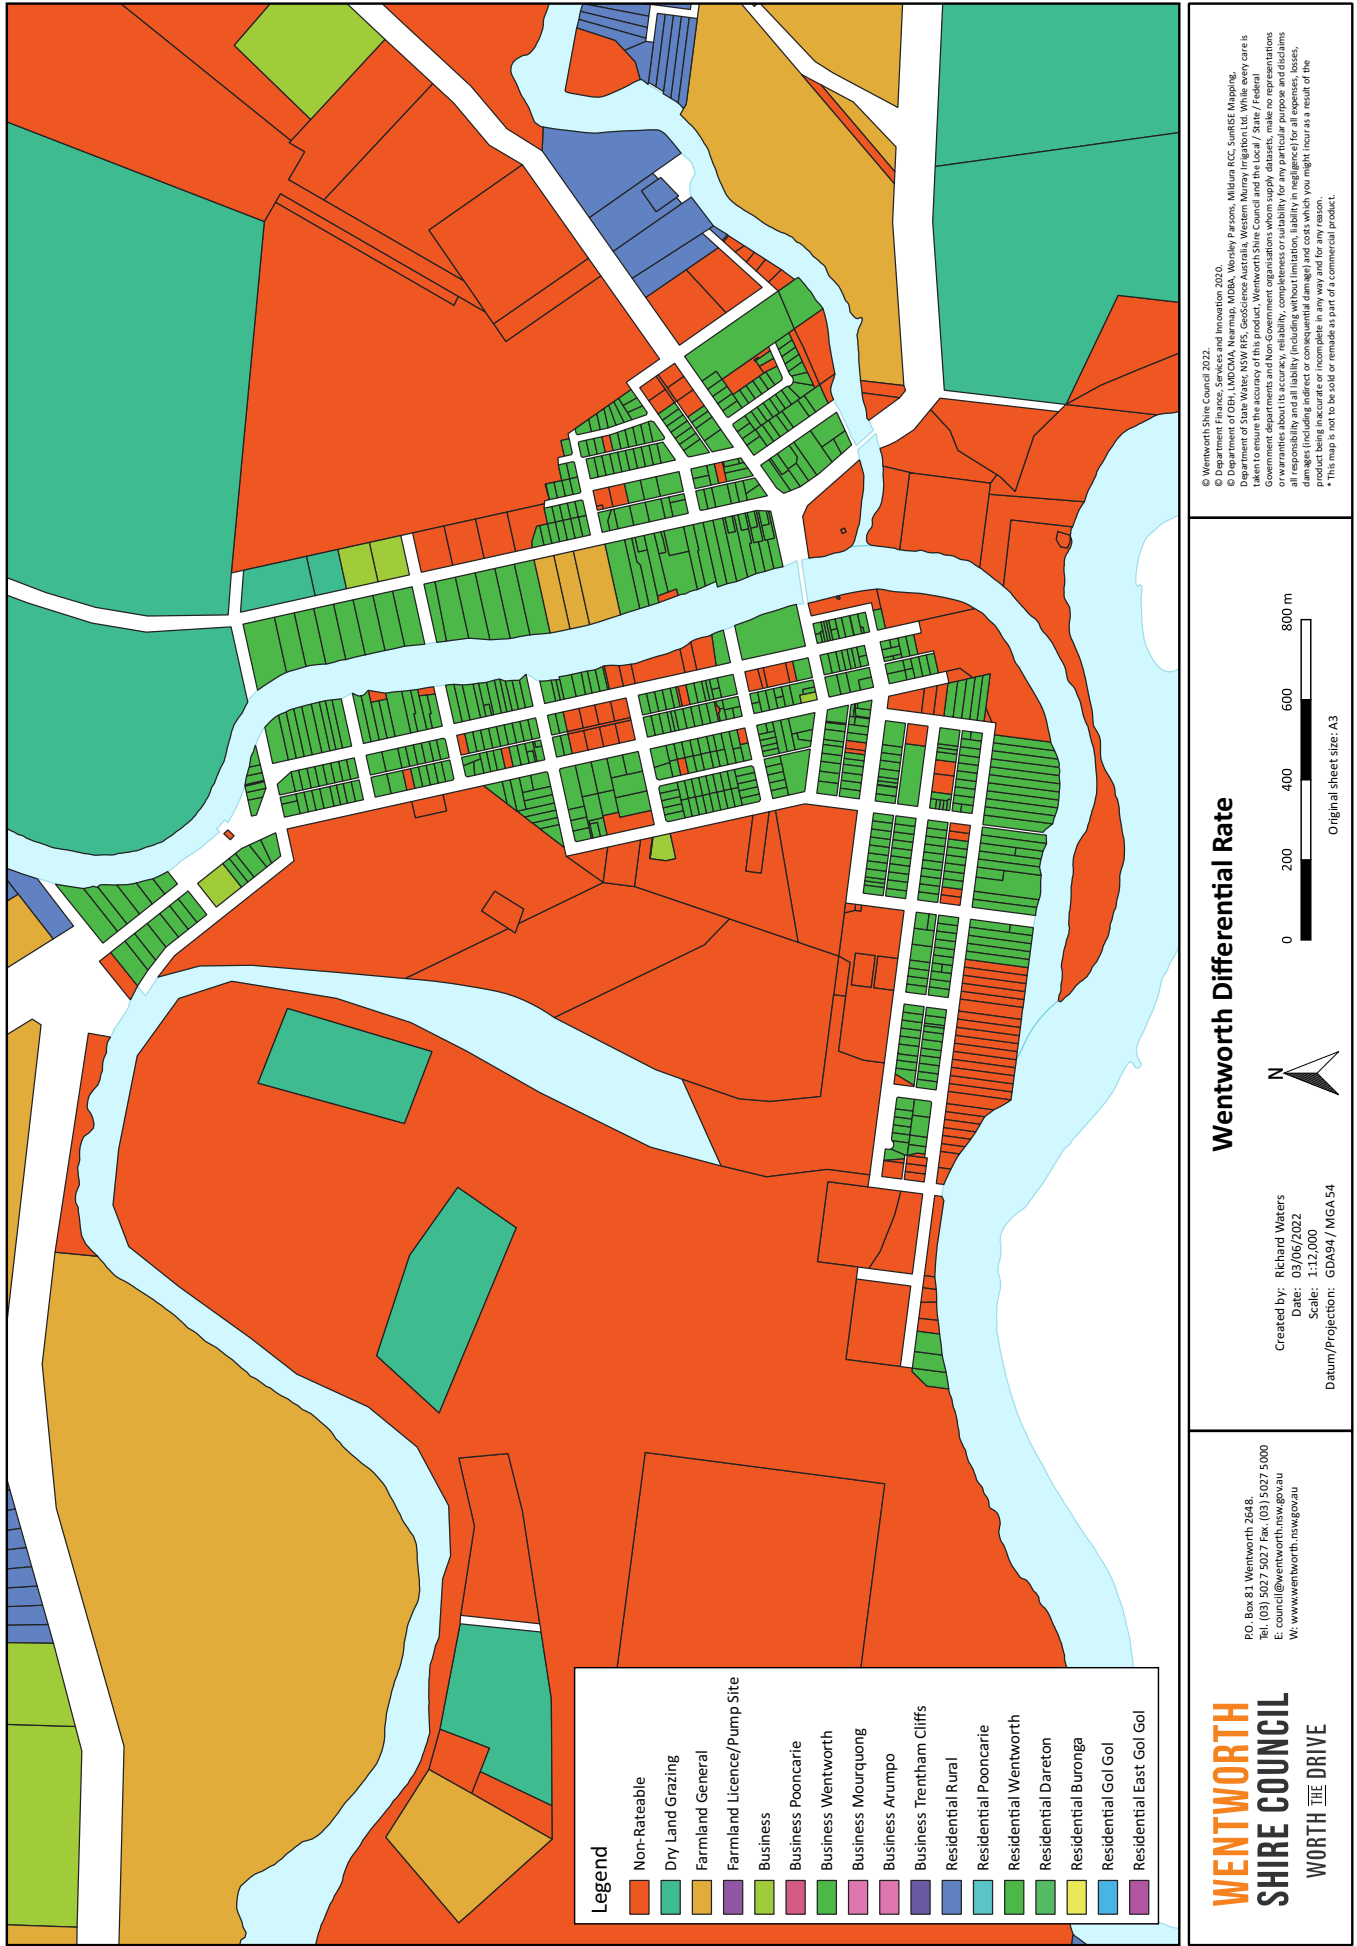 Legend
Non-Rateable
Dry Land Grazing
Farmland General
Farmland Licence/Pump Site
Business
Business Pooncarie
Business Wentworth
Business Mourquong
Business Arumpo
Business Trentham Cliffs
Residential Rural
Residential Pooncarie
Residential Wentworth
Residential Dareton
Residential Buronga
Residential Gol Gol
Residential East Gol Gol
WENTWORTH
SHIRE COUNCIL
WORTH THE DRIVE
P.O. Box 81 Wentworth 2648.
Tel. (03) 5027 5027 Fax. (03) 5027 5000
E: council@wentworth.nsw.gov.au
W: www.wentworth.nsw.gov.au
Wentworth Differential Rate
Created by: Richard Waters
Date: 03/06/2022
Scale: 1:12,000
Datum/Projection: GDA94 / MGA 54
N
0 200 400 600 800 m
Original sheet size: A3
© Wentworth Shire Council 2022.
© Department Finance, Services and Innovation 2020.
© Department of OEH, LMDCMA, Nearmap, MDBA, Worsley Parsons, Mildura RCC, SunRISE Mapping,
Department of State Water, NSW RFS, GeoScience Australia, Western Murray Irrigation Ltd. While every care is
taken to ensure the accuracy of this product, Wentworth Shire Council and the Local / State / Federal
Government departments and Non-Government organisations whom supply datasets, make no representations
or warranties about its accuracy, reliability, completeness or suitability for any particular purpose and disclaims
all responsibility and all liability (including without limitation, liability in negligence) for all expenses, losses,
damages (including indirect or consequential damage) and costs which you might incur as a result of the
product being inaccurate or incomplete in any way and for any reason.
* This map is not to be sold or remade as part of a commercial product.